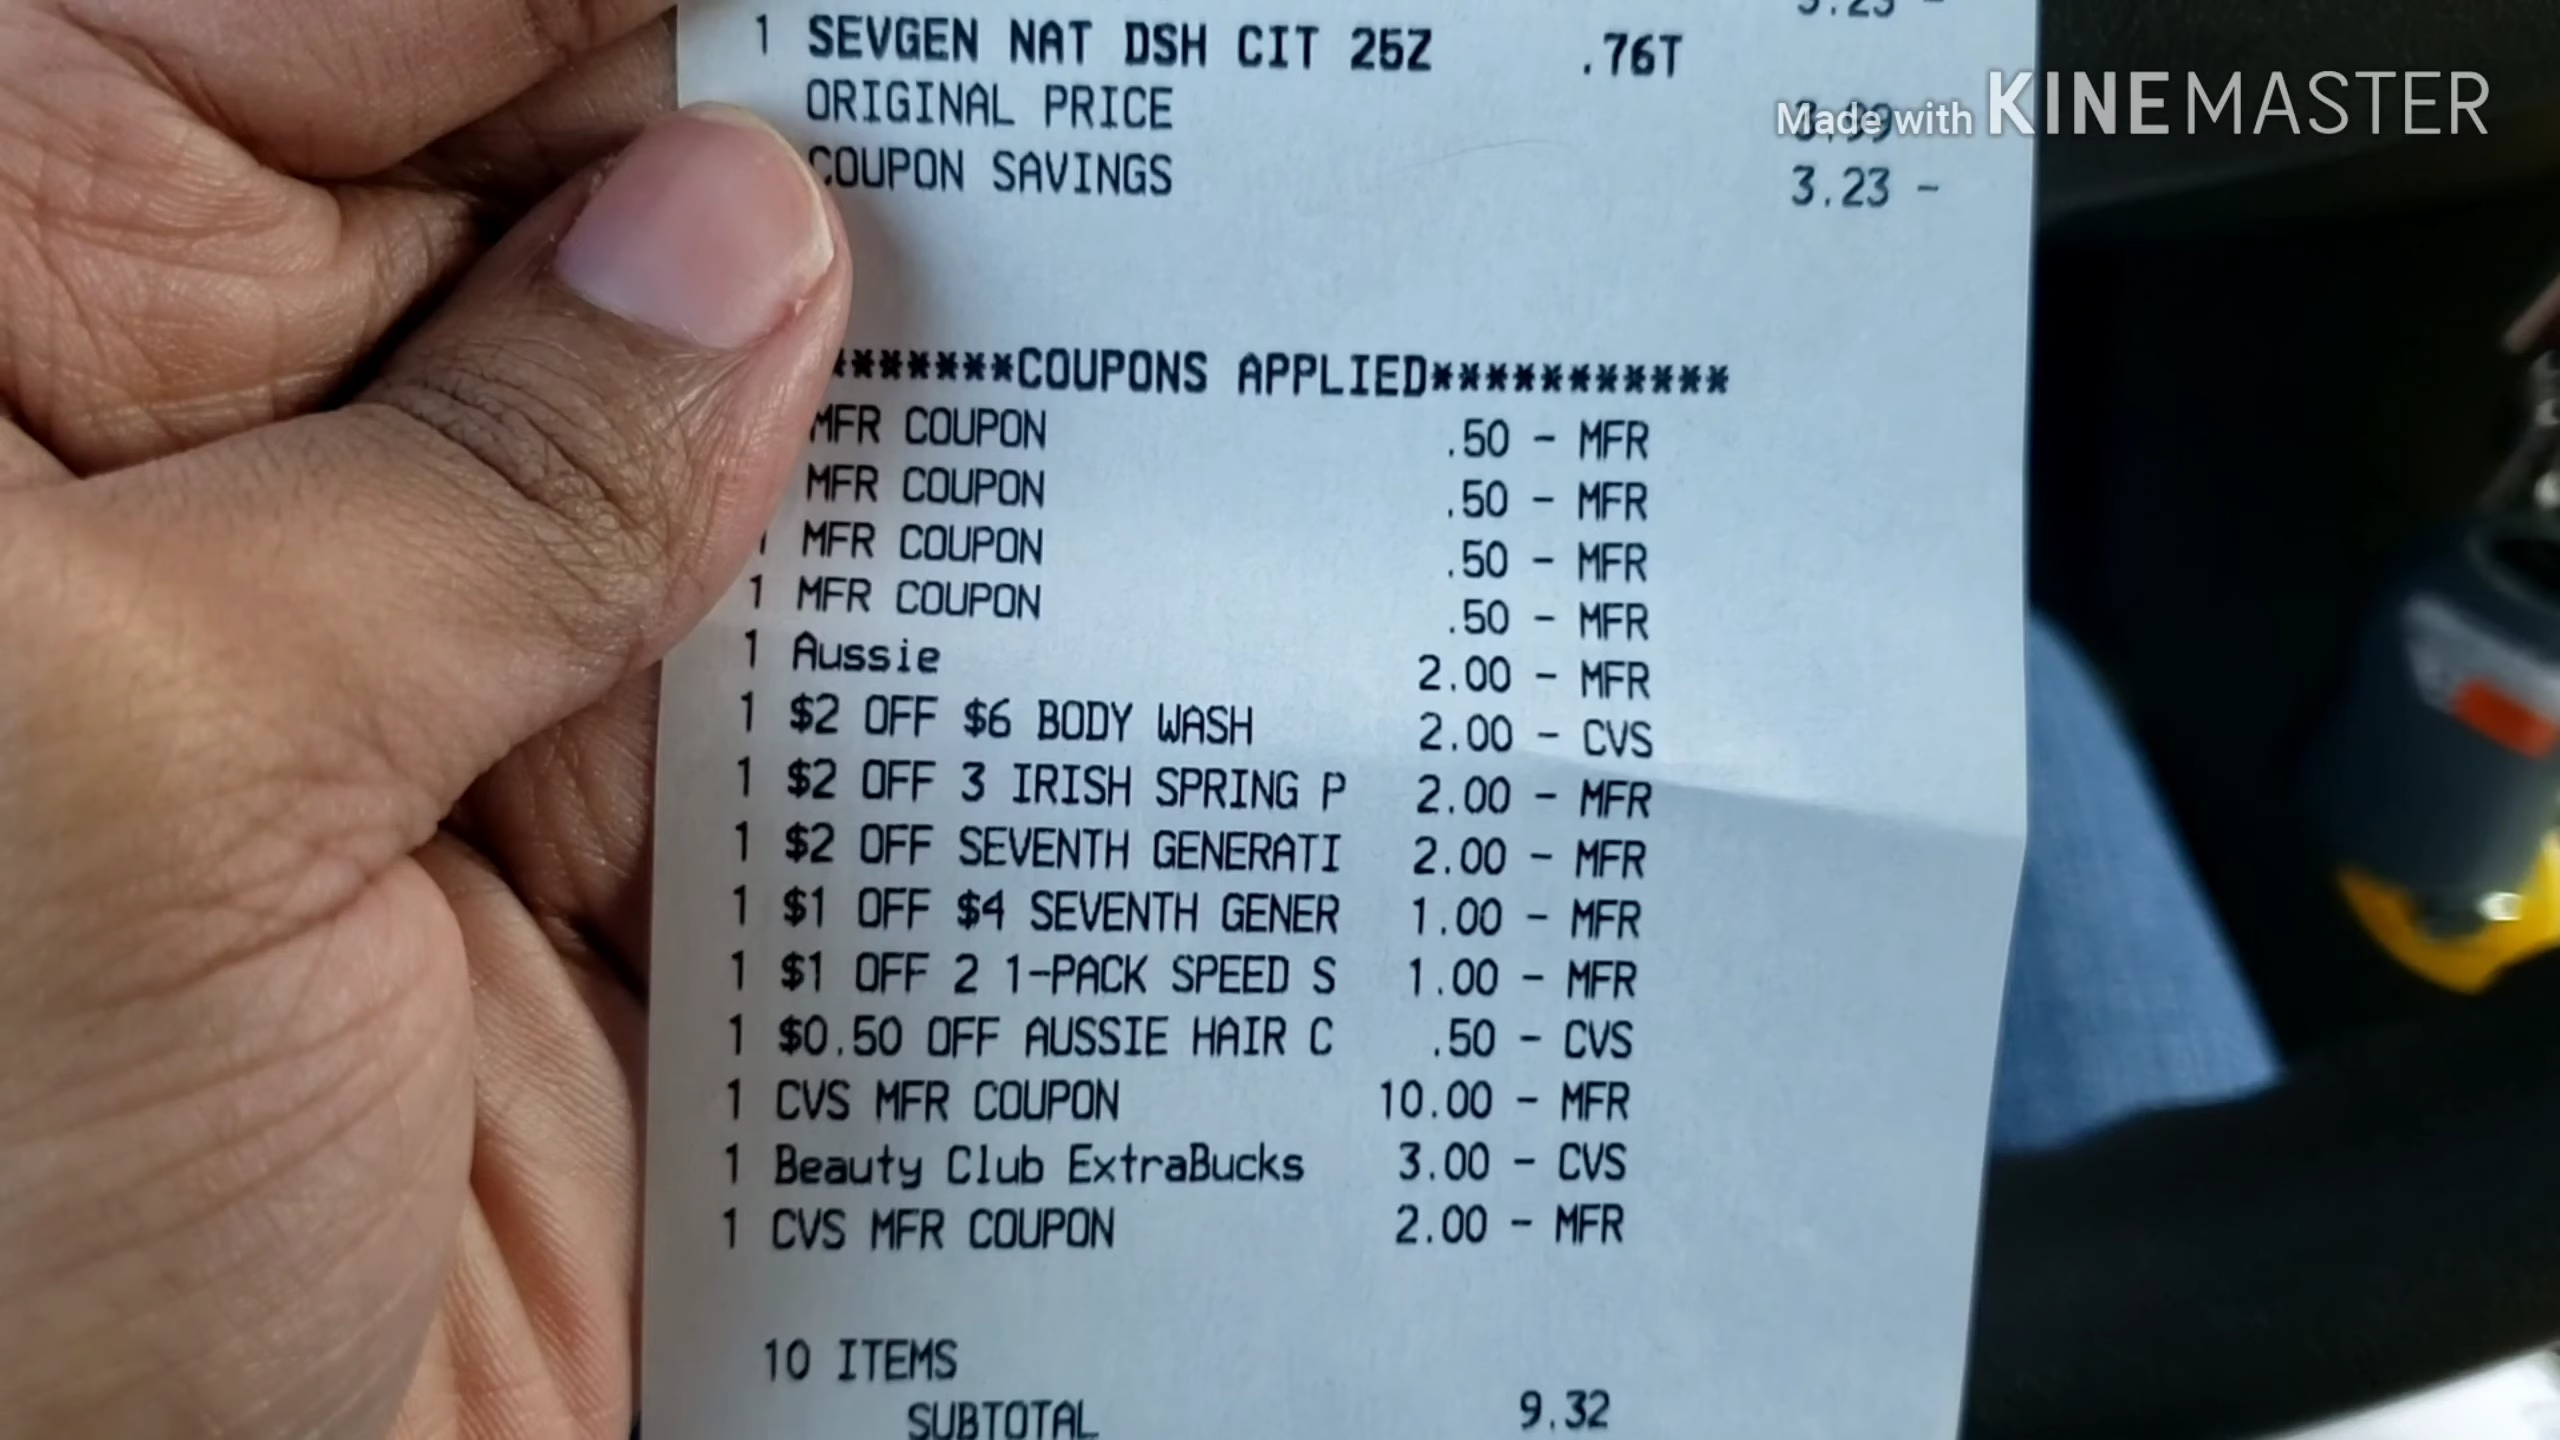 3.23 -
1 SEVGEN NAT DSH CIT 25Z .76T
ORIGINAL PRICE 3.99
COUPON SAVINGS 3.23 -
Made with KINEMASTER
*******COUPONS APPLIED***********
MFR COUPON .50 - MFR
MFR COUPON .50 - MFR
1 MFR COUPON .50 - MFR
1 MFR COUPON .50 - MFR
1 Aussie 2.00 - MFR
1 $2 OFF $6 BODY WASH 2.00 - CVS
1 $2 OFF 3 IRISH SPRING P 2.00 - MFR
1 $2 OFF SEVENTH GENERATI 2.00 - MFR
1 $1 OFF $4 SEVENTH GENER 1.00 - MFR
1 $1 OFF 2 1-PACK SPEED S 1.00 - MFR
1 $0.50 OFF AUSSIE HAIR C .50 - CVS
1 CVS MFR COUPON 10.00 - MFR
1 Beauty Club ExtraBucks 3.00 - CVS
1 CVS MFR COUPON 2.00 - MFR
10 ITEMS
SUBTOTAL 9.32